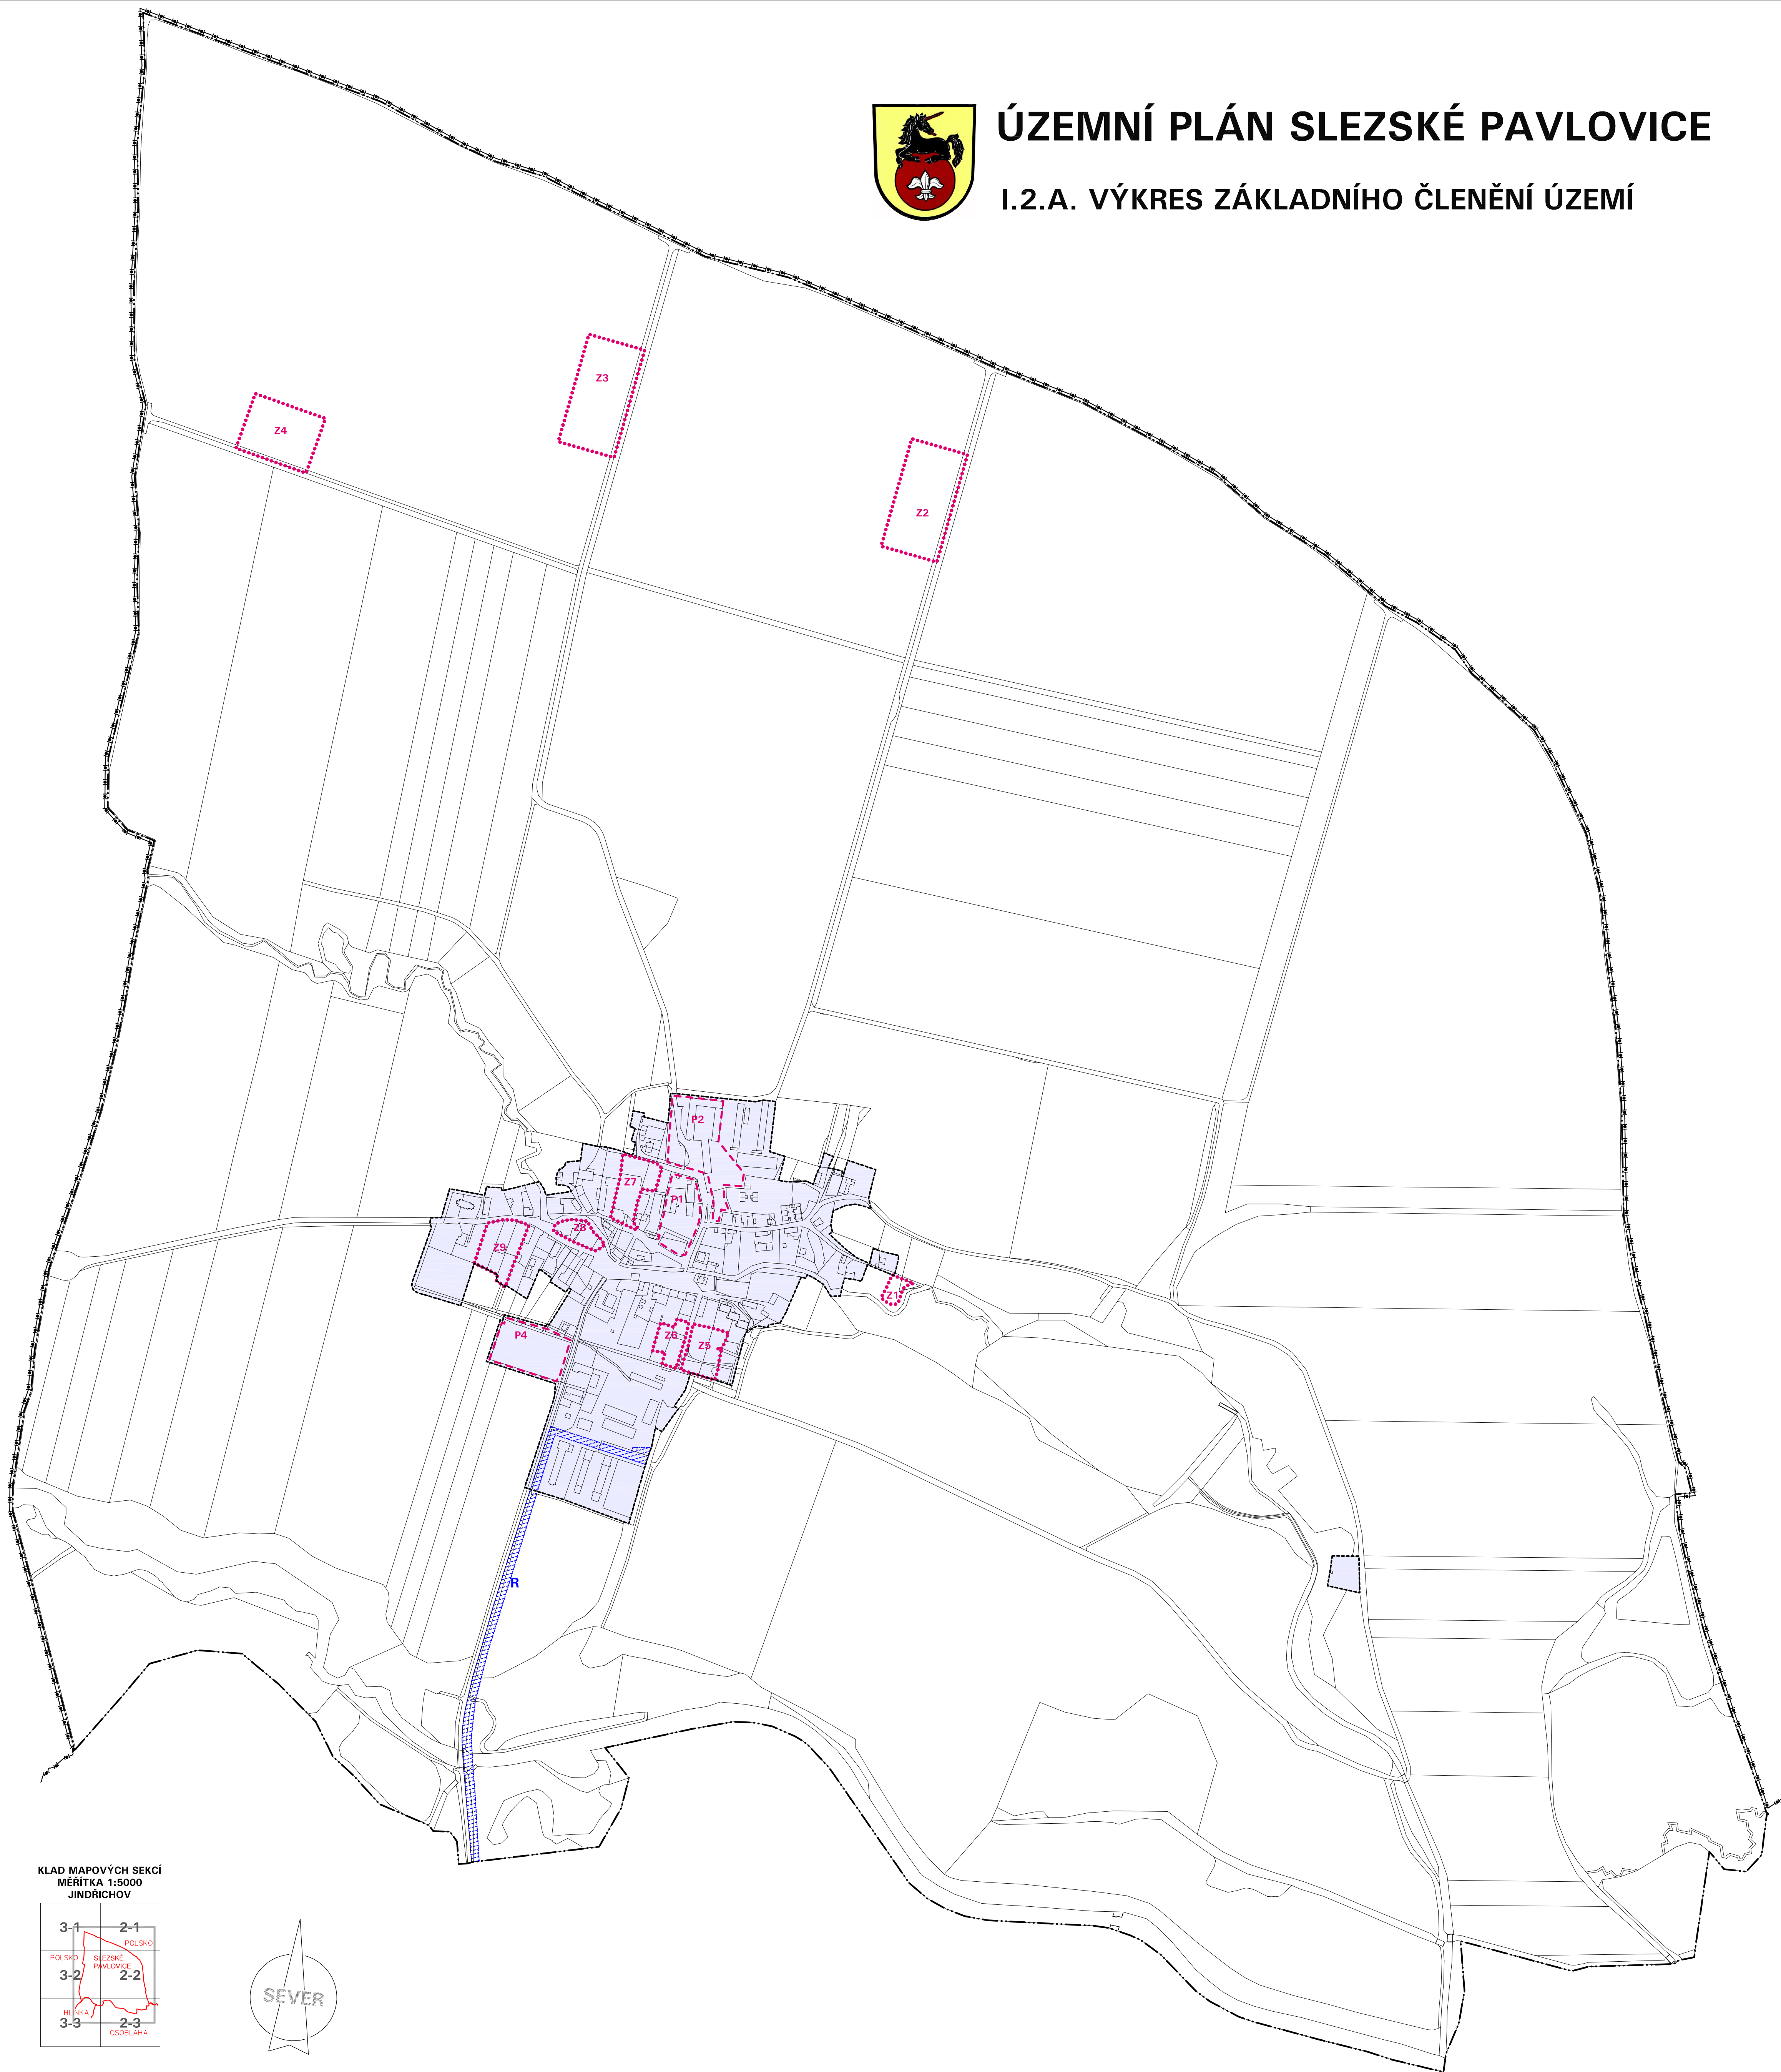 ÚZEMNÍ PLÁN SLEZSKÉ PAVLOVICE
I.2.A. VÝKRES ZÁKLADNÍHO ČLENĚNÍ ÚZEMÍ
Z3
Z4
Z2
P2
Z7
P1
Z8
Z9
Z1
P4
Z6
Z5
R
KLAD MAPOVÝCH SEKCÍ
MĚŘÍTKA 1:5000
JINDŘICHOV
3-1
2-1
POLSKO
POLSKO
SLEZSKÉ
PAVLOVICE
3-2
2-2
HLINKA
3-3
2-3
OSOBLAHA
SEVER